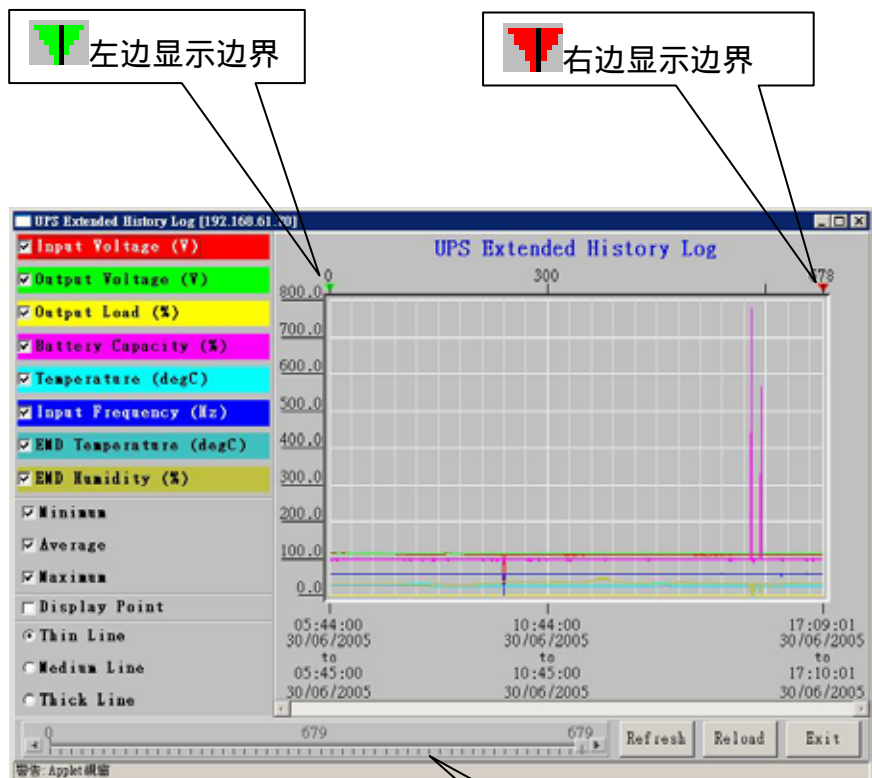 左边显示边界
右边显示边界
UPS Extended History Log [192.168.61.70]
Input Voltage (V)
Output Voltage (V)
Output Load (%)
Battery Capacity (%)
Temperature (degC)
Input Frequency (Hz)
EMD Temperature (degC)
EMD Humidity (%)
Minimum
Average
Maximum
Display Point
Thin Line
Medium Line
Thick Line
UPS Extended History Log
0 300 678
800.0
700.0
600.0
500.0
400.0
300.0
200.0
100.0
0.0
05:44:00 10:44:00 17:09:01
30/06/2005 30/06/2005 30/06/2005
to to to
05:45:00 10:45:00 17:10:01
30/06/2005 30/06/2005 30/06/2005
0 679 679
Refresh Reload Exit
警告: Applet 視窗